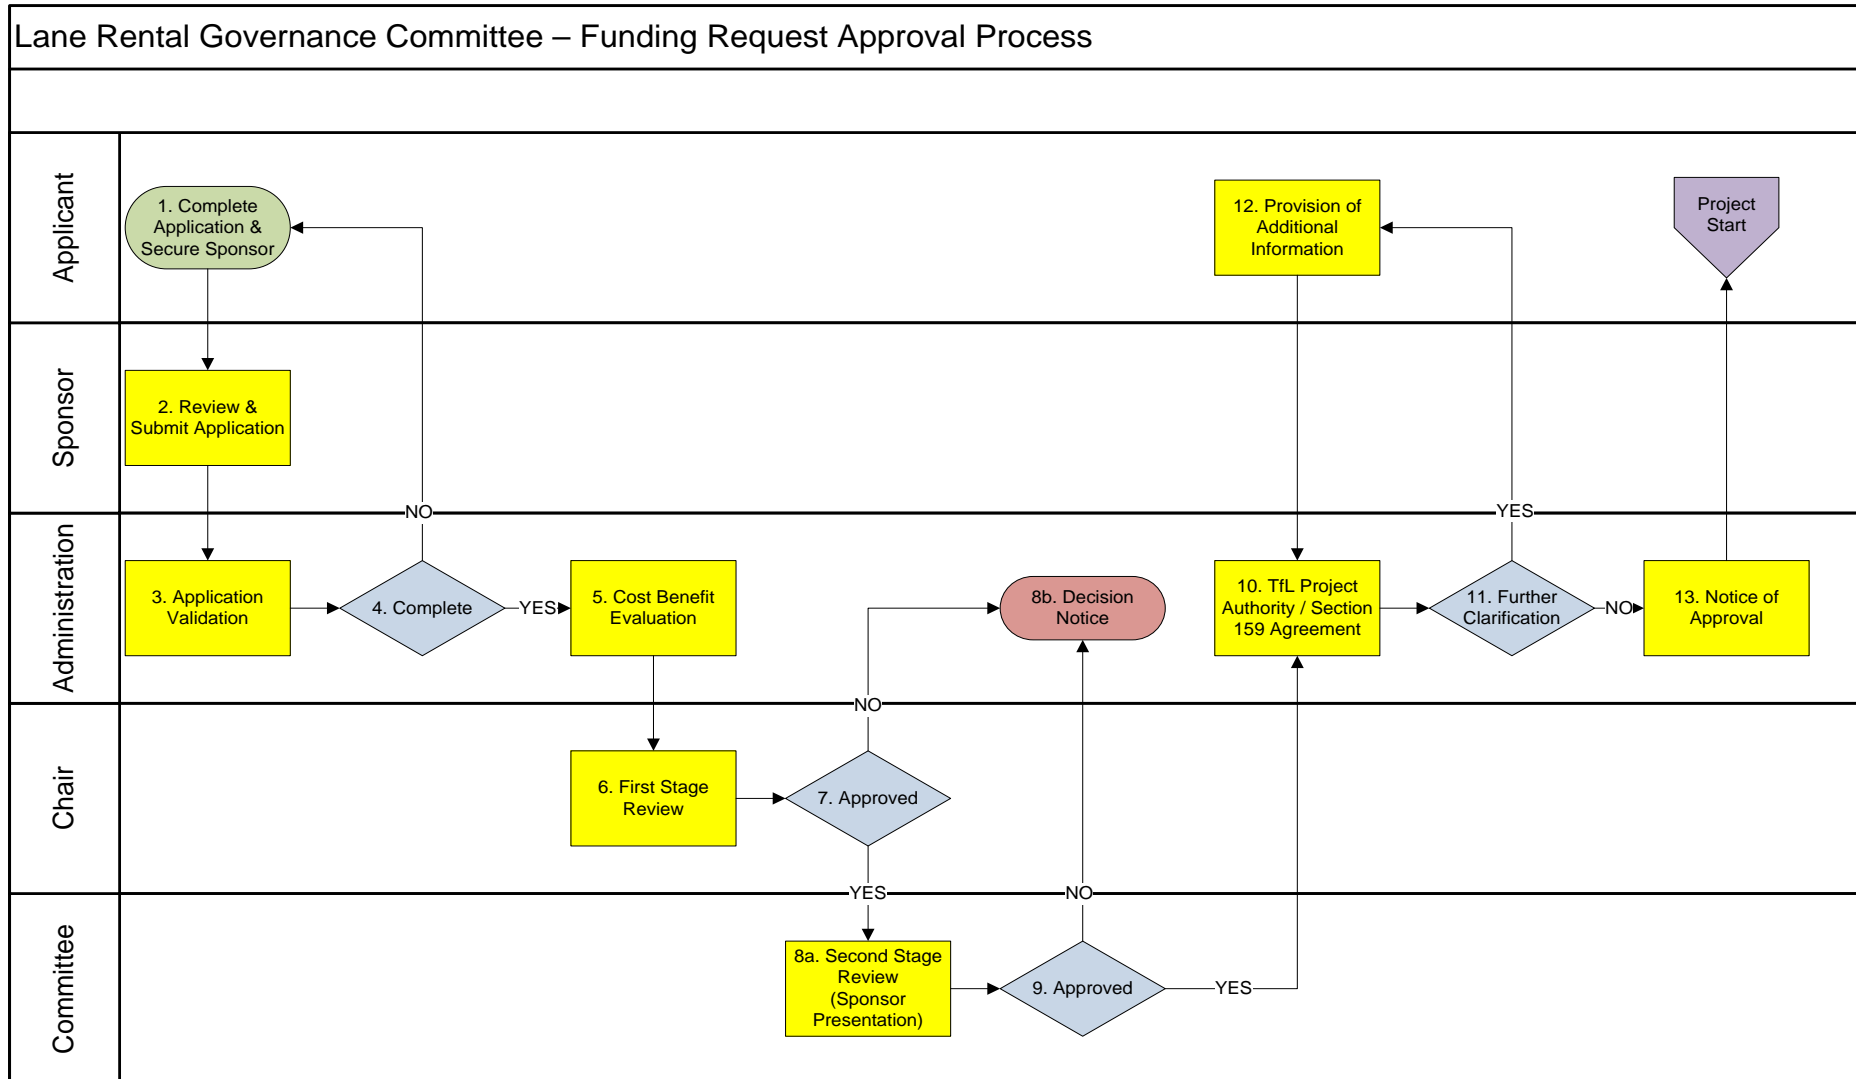 Lane Rental Governance Committee – Funding Request Approval Process
Applicant
1. Complete
Application &
Secure Sponsor
12. Provision of
Additional
Information
Project
Start
Sponsor
2. Review &
Submit Application
NO
YES
Administration
3. Application
Validation
4. Complete
YES
5. Cost Benefit
Evaluation
8b. Decision
Notice
10. TfL Project
Authority / Section
159 Agreement
11. Further
Clarification
NO
13. Notice of
Approval
NO
Chair
6. First Stage
Review
7. Approved
YES
NO
Committee
8a. Second Stage
Review
(Sponsor
Presentation)
9. Approved
YES